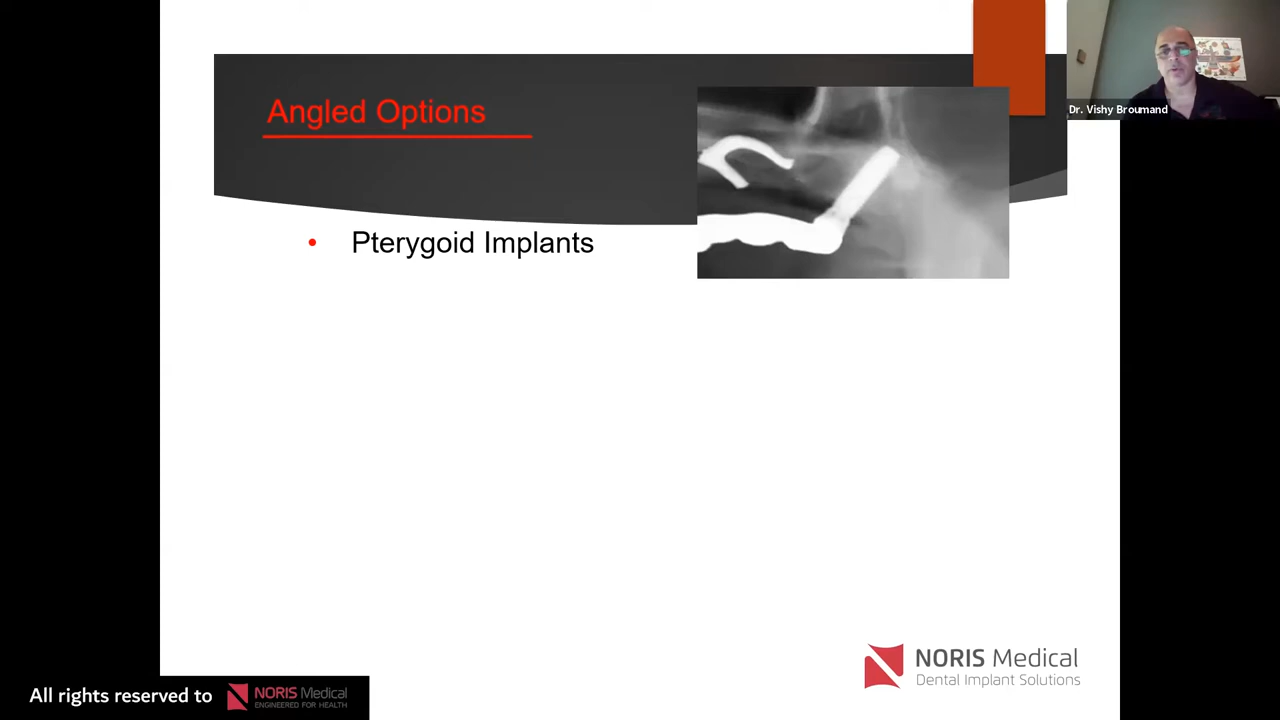 Angled Options
Dr. Vishy Broumand
• Pterygoid Implants
NORIS Medical
Dental Implant Solutions
All rights reserved to
NORIS MEDICAL
ENGINEERED FOR HEALTH